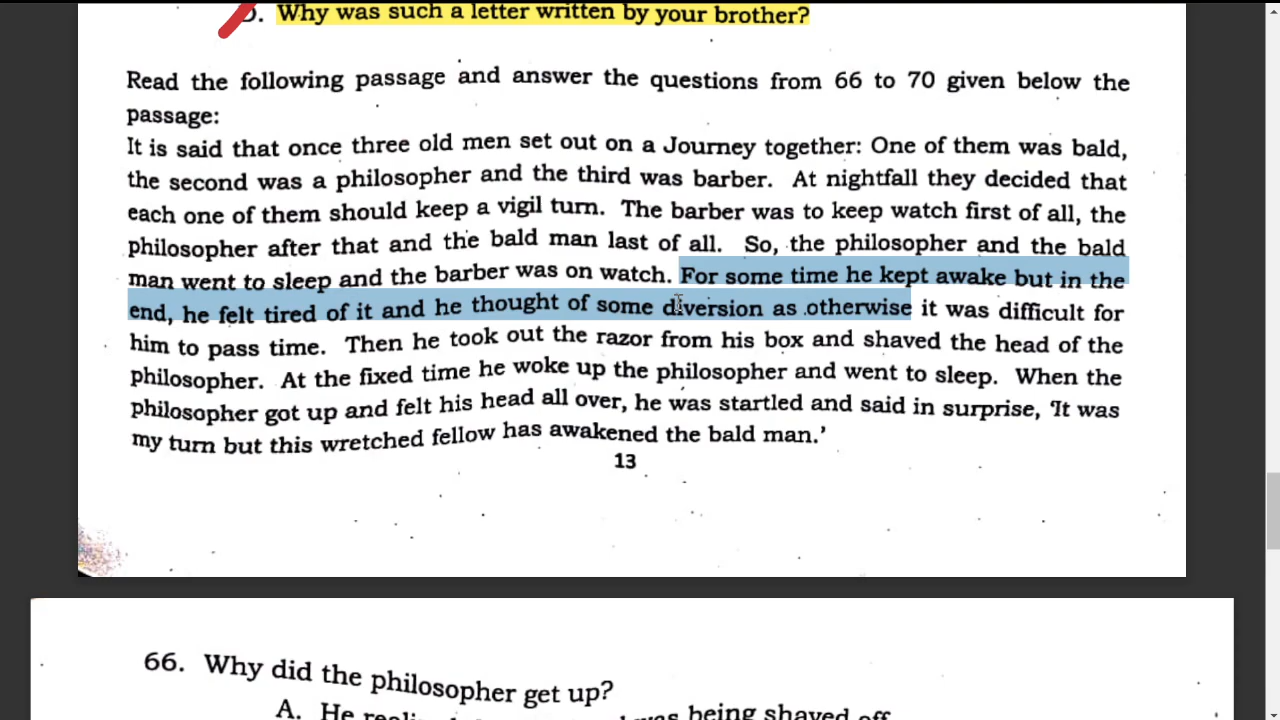 D. Why was such a letter written by your brother?
Read the following passage and answer the questions from 66 to 70 given below the
passage:
It is said that once three old men set out on a Journey together: One of them was bald,
the second was a philosopher and the third was barber. At nightfall they decided that
each one of them should keep a vigil turn. The barber was to keep watch first of all, the
philosopher after that and the bald man last of all. So, the philosopher and the bald
man went to sleep and the barber was on watch. For some time he kept awake but in the
end, he felt tired of it and he thought of some diversion as otherwise it was difficult for
him to pass time. Then he took out the razor from his box and shaved the head of the
philosopher. At the fixed time he woke up the philosopher and went to sleep. When the
philosopher got up and felt his head all over, he was startled and said in surprise, 'It was
my turn but this wretched fellow has awakened the bald man.'
13
66. Why did the philosopher get up?
A. He being shaved off